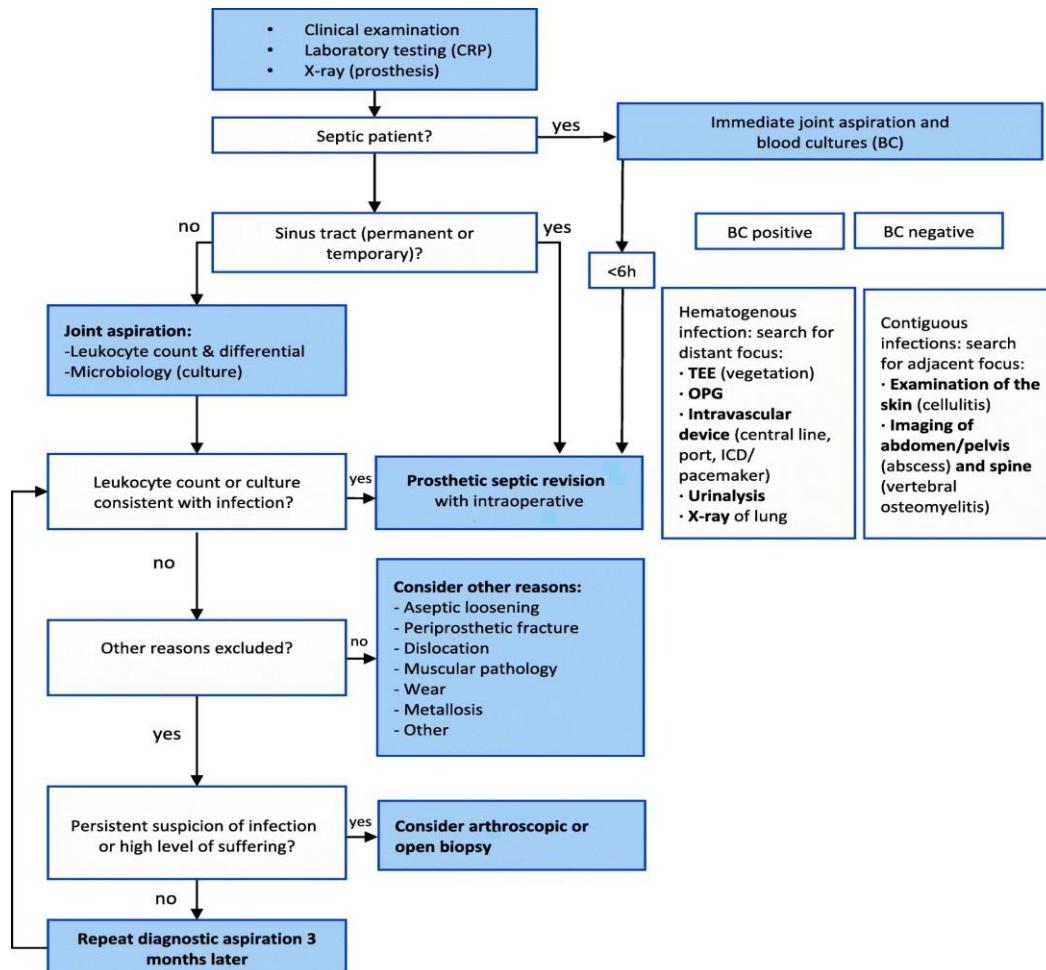 • Clinical examination
• Laboratory testing (CRP)
• X-ray (prosthesis)
Septic patient?
yes
Immediate joint aspiration and
blood cultures (BC)
no
Sinus tract (permanent or
temporary)?
yes
<6h
BC positive
BC negative
Hematogenous
infection: search for
distant focus:
· TEE (vegetation)
· OPG
· Intravascular
device (central line,
port, ICD/
pacemaker)
· Urinalysis
· X-ray of lung
Contiguous
infections: search
for adjacent focus:
· Examination of the
skin (cellulitis)
· Imaging of
abdomen/pelvis
(abscess) and spine
(vertebral
osteomyelitis)
Joint aspiration:
-Leukocyte count & differential
-Microbiology (culture)
Leukocyte count or culture
consistent with infection?
yes
Prosthetic septic revision
with intraoperative
no
Other reasons excluded?
no
Consider other reasons:
- Aseptic loosening
- Periprosthetic fracture
- Dislocation
- Muscular pathology
- Wear
- Metallosis
- Other
yes
Persistent suspicion of infection
or high level of suffering?
yes
Consider arthroscopic or
open biopsy
no
Repeat diagnostic aspiration 3
months later